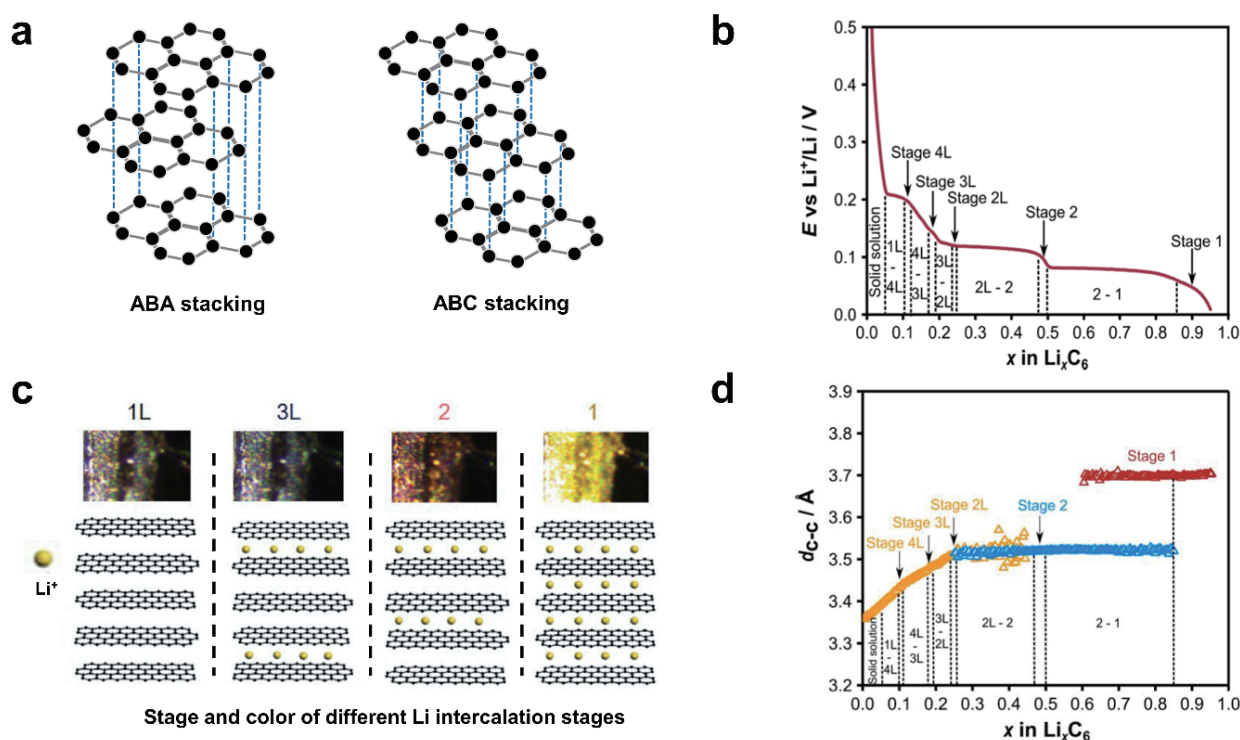 a
ABA stacking
ABC stacking
b
E vs Li⁺/Li / V
0.5
0.4
0.3
0.2
0.1
0.0
Stage 4L
Stage 3L
Stage 2L
Stage 2
Stage 1
Solid solution
1L
-
4L
4L
-
3L
3L
-
2L
2L - 2
2 - 1
0.0 0.1 0.2 0.3 0.4 0.5 0.6 0.7 0.8 0.9 1.0
x in LiₓC₆
c
1L
3L
2
1
Li⁺
Stage and color of different Li intercalation stages
d
d_C-C / Å
3.9
3.8
3.7
3.6
3.5
3.4
3.3
3.2
Stage 1
Stage 2L
Stage 2
Stage 3L
Stage 4L
Solid solution
1L
-
4L
4L
-
3L
3L
-
2L
2L - 2
2 - 1
0.0 0.1 0.2 0.3 0.4 0.5 0.6 0.7 0.8 0.9 1.0
x in LiₓC₆